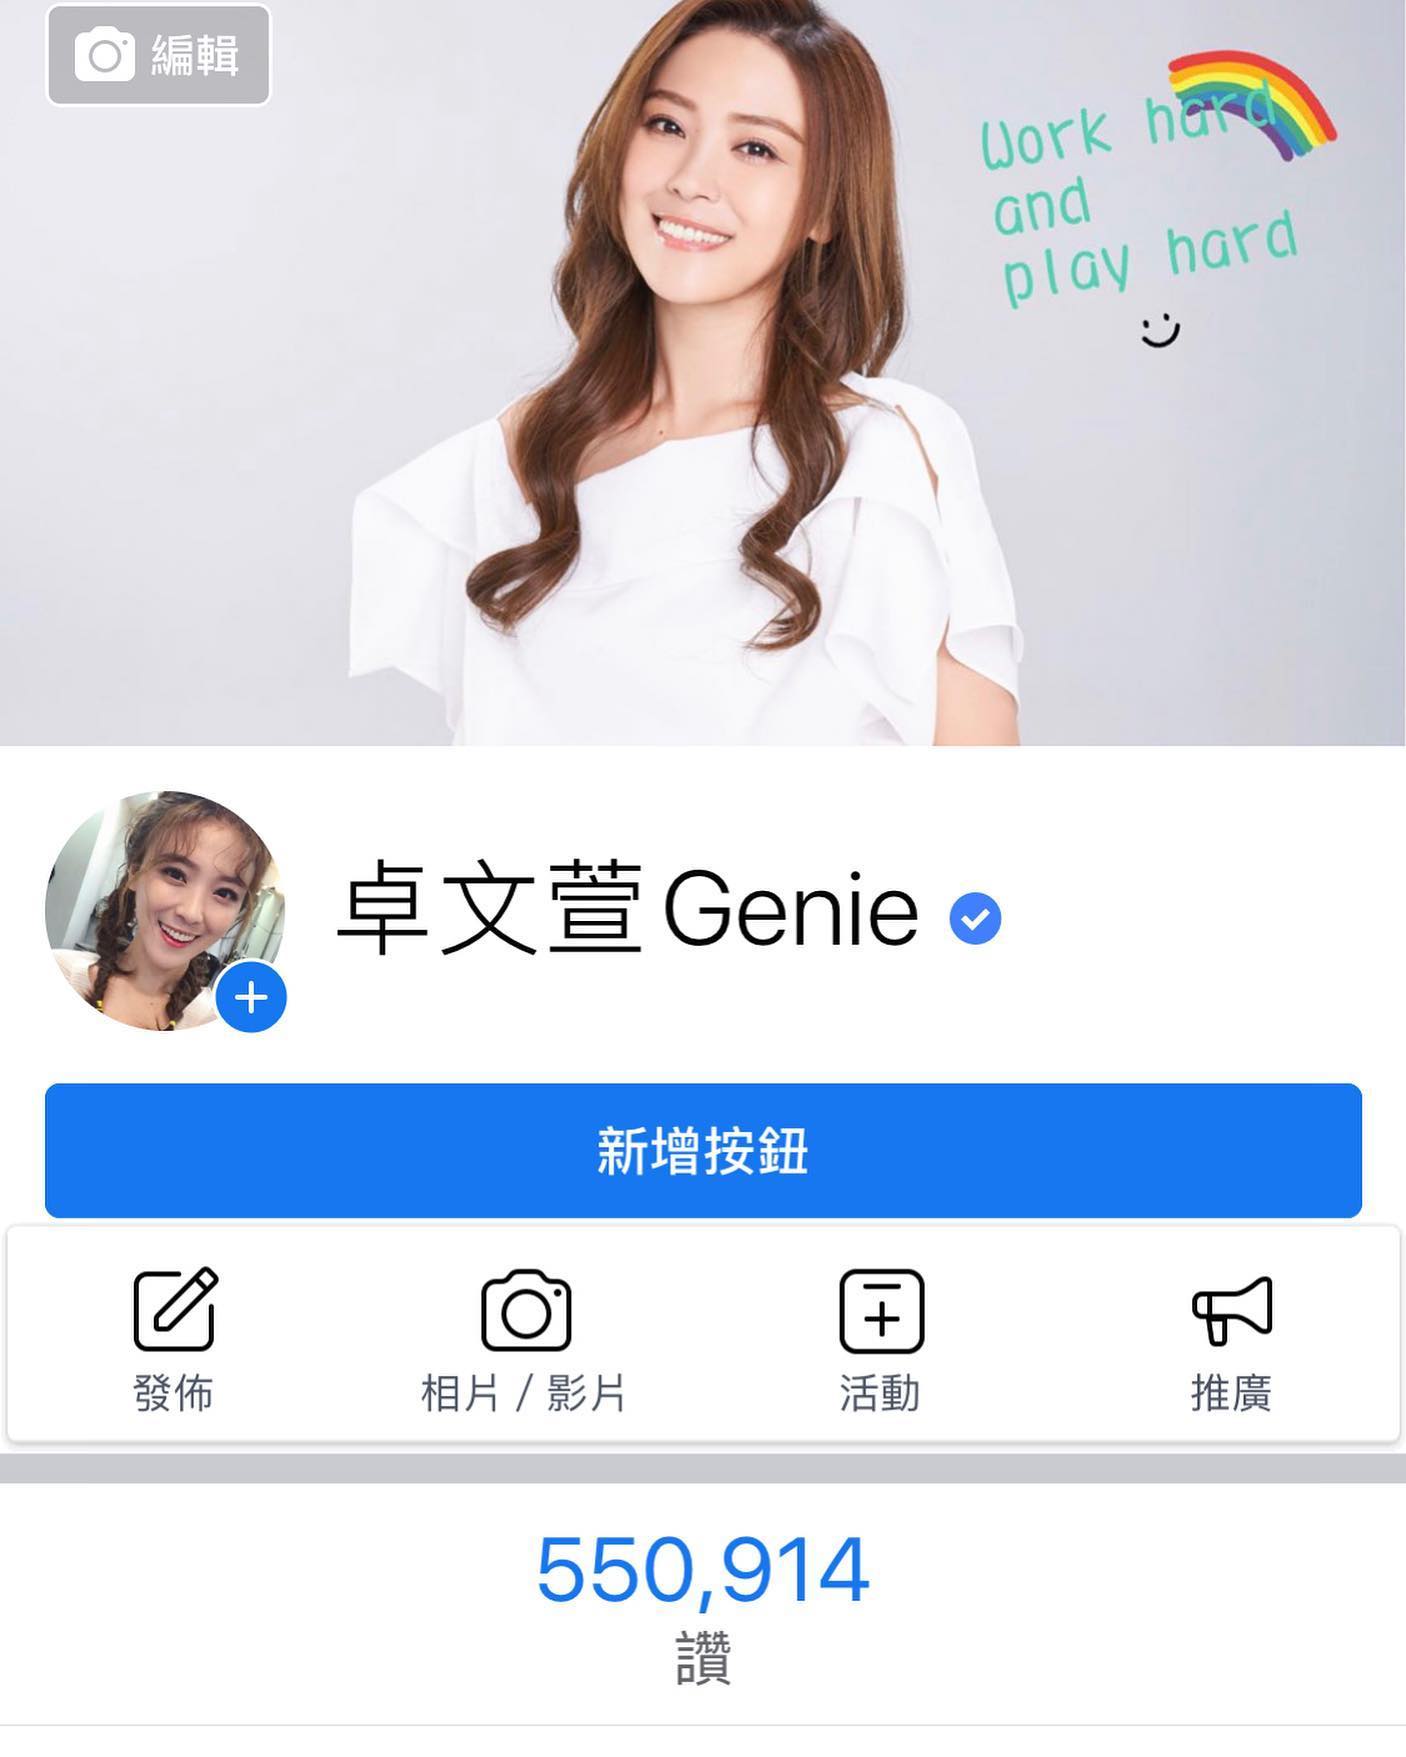 編輯
Work hard
and
play hard
卓文萱Genie
新增按鈕
發佈
相片 / 影片
活動
推廣
550,914
讚